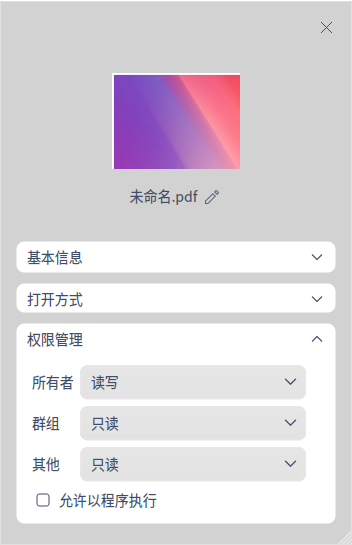 未命名.pdf
基本信息
打开方式
权限管理
所有者 读写
群组 只读
其他 只读
允许以程序执行